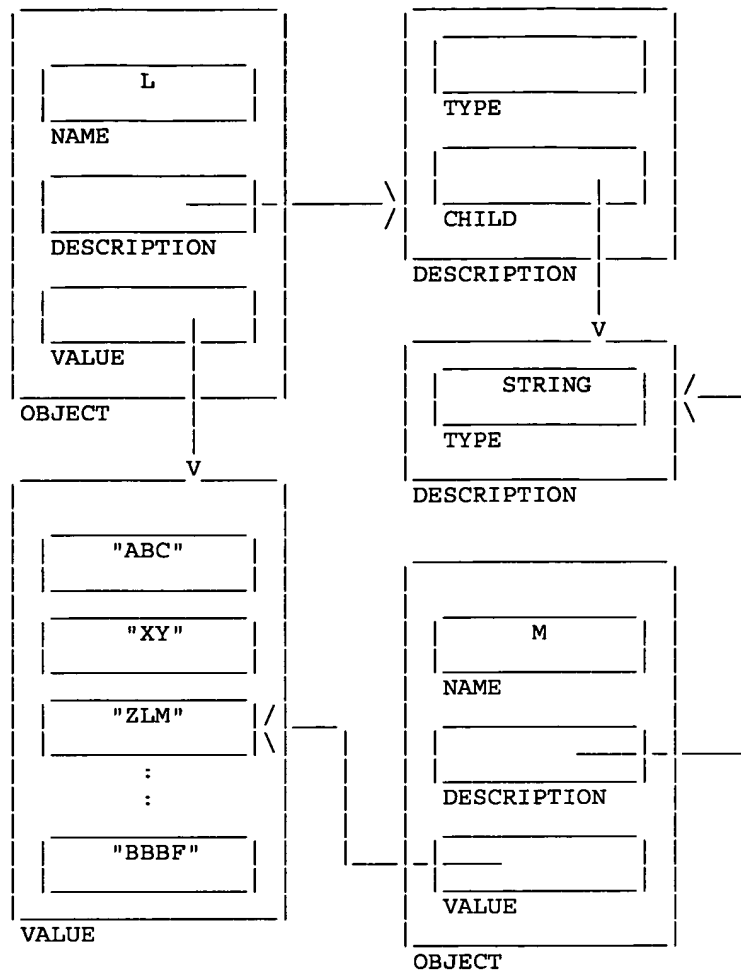 L
NAME
DESCRIPTION
VALUE
OBJECT
TYPE
CHILD
DESCRIPTION
V
STRING
TYPE
DESCRIPTION
V
"ABC"
"XY"
"ZLM"
:
:
"BBBF"
VALUE
M
NAME
DESCRIPTION
VALUE
OBJECT